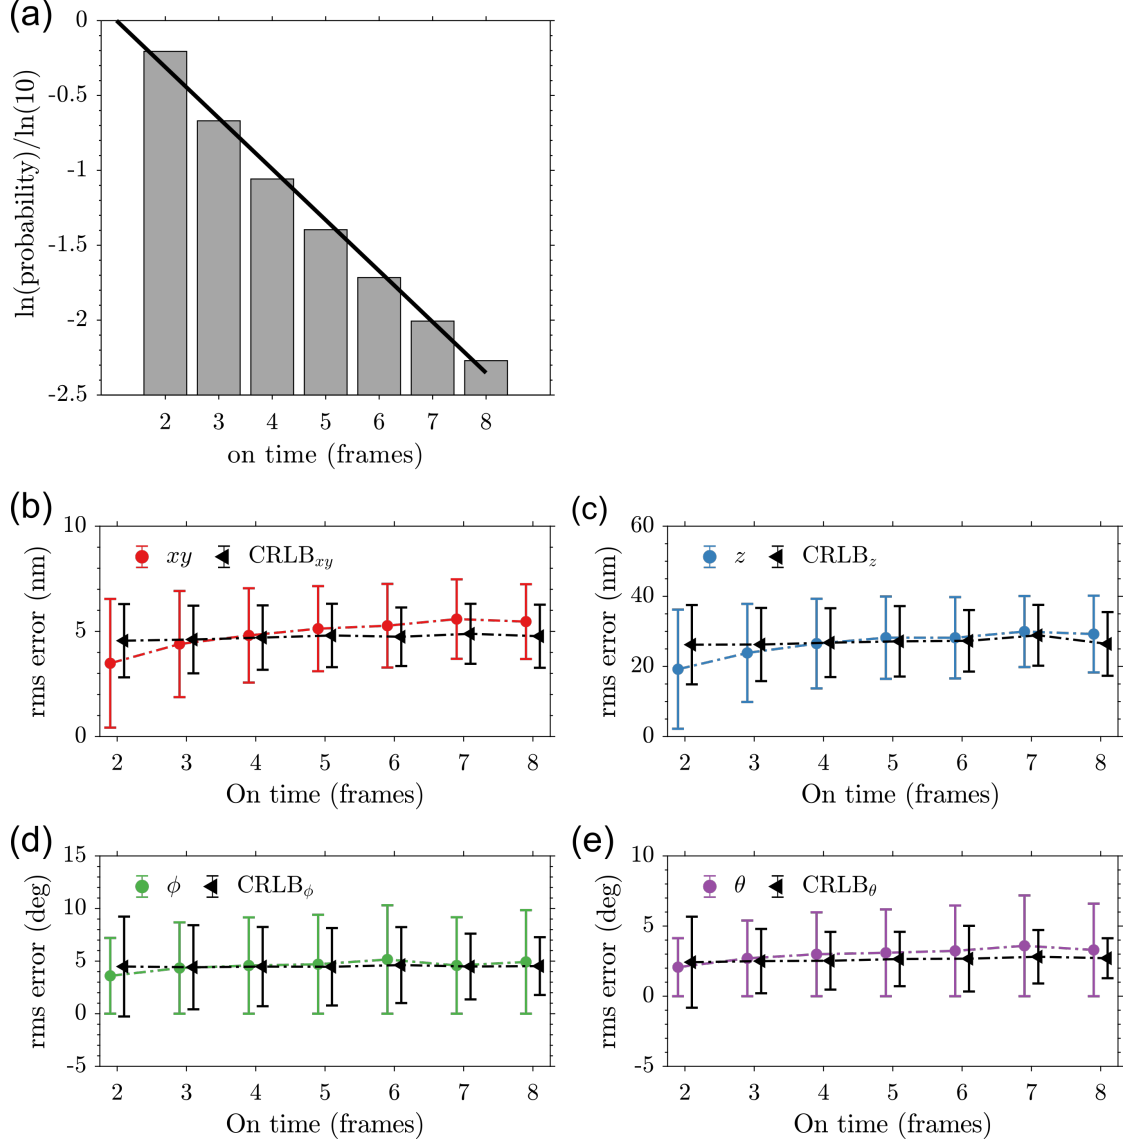 (a)
0
-0.5
-1
-1.5
-2
-2.5
ln(probability)/ln(10)
2 3 4 5 6 7 8
on time (frames)
(b)
10
5
0
rms error (nm)
xy CRLB_xy
2 3 4 5 6 7 8
On time (frames)
(c)
60
40
20
0
rms error (nm)
z CRLB_z
2 3 4 5 6 7 8
On time (frames)
(d)
15
10
5
0
-5
rms error (deg)
ϕ CRLB_ϕ
2 3 4 5 6 7 8
On time (frames)
(e)
10
5
0
-5
rms error (deg)
θ CRLB_θ
2 3 4 5 6 7 8
On time (frames)